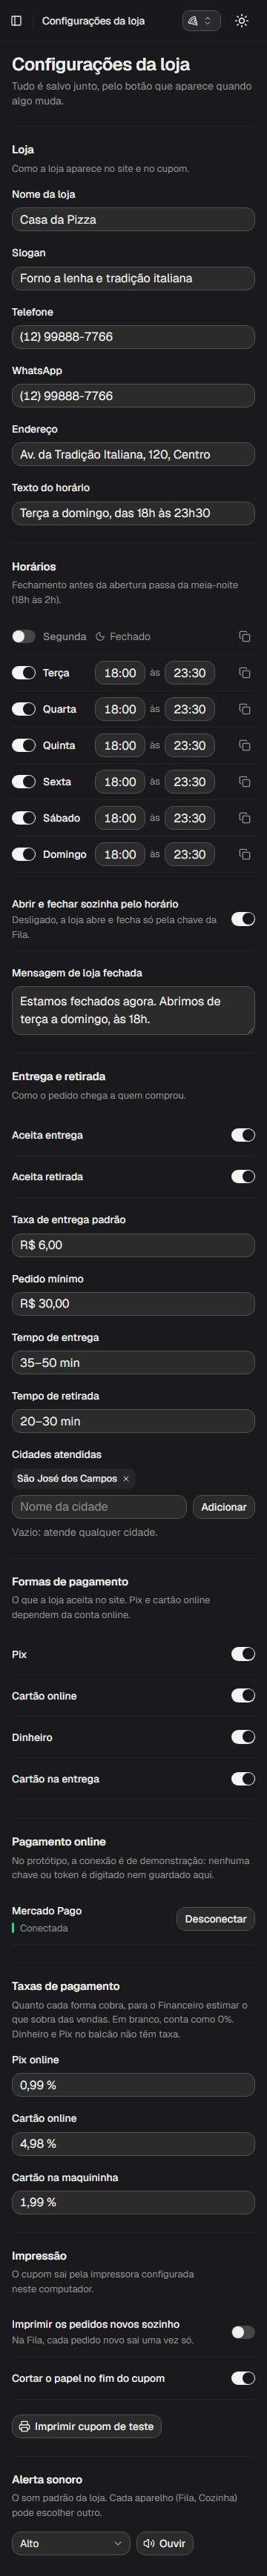 Configurações da loja
Configurações da loja
Tudo é salvo junto, pelo botão que aparece quando
algo muda.
Loja
Como a loja aparece no site e no cupom.
Nome da loja
Casa da Pizza
Slogan
Forno a lenha e tradição italiana
Telefone
(12) 99888-7766
WhatsApp
(12) 99888-7766
Endereço
Av. da Tradição Italiana, 120, Centro
Texto do horário
Terça a domingo, das 18h às 23h30
Horários
Fechamento antes da abertura passa da meia-noite
(18h às 2h).
Segunda Fechado
Terça 18:00 às 23:30
Quarta 18:00 às 23:30
Quinta 18:00 às 23:30
Sexta 18:00 às 23:30
Sábado 18:00 às 23:30
Domingo 18:00 às 23:30
Abrir e fechar sozinha pelo horário
Desligado, a loja abre e fecha só pela chave da
Fila.
Mensagem de loja fechada
Estamos fechados agora. Abrimos de
terça a domingo, às 18h.
Entrega e retirada
Como o pedido chega a quem comprou.
Aceita entrega
Aceita retirada
Taxa de entrega padrão
R$ 6,00
Pedido mínimo
R$ 30,00
Tempo de entrega
35–50 min
Tempo de retirada
20–30 min
Cidades atendidas
São José dos Campos ×
Nome da cidade Adicionar
Vazio: atende qualquer cidade.
Formas de pagamento
O que a loja aceita no site. Pix e cartão online
dependem da conta online.
Pix
Cartão online
Dinheiro
Cartão na entrega
Pagamento online
No protótipo, a conexão é de demonstração: nenhuma
chave ou token é digitado nem guardado aqui.
Mercado Pago
Conectada
Desconectar
Taxas de pagamento
Quanto cada forma cobra, para o Financeiro estimar o
que sobra das vendas. Em branco, conta como 0%.
Dinheiro e Pix no balcão não têm taxa.
Pix online
0,99 %
Cartão online
4,98 %
Cartão na maquininha
1,99 %
Impressão
O cupom sai pela impressora configurada
neste computador.
Imprimir os pedidos novos sozinho
Na Fila, cada pedido novo sai uma vez só.
Cortar o papel no fim do cupom
Imprimir cupom de teste
Alerta sonoro
O som padrão da loja. Cada aparelho (Fila, Cozinha)
pode escolher outro.
Alto Ouvir